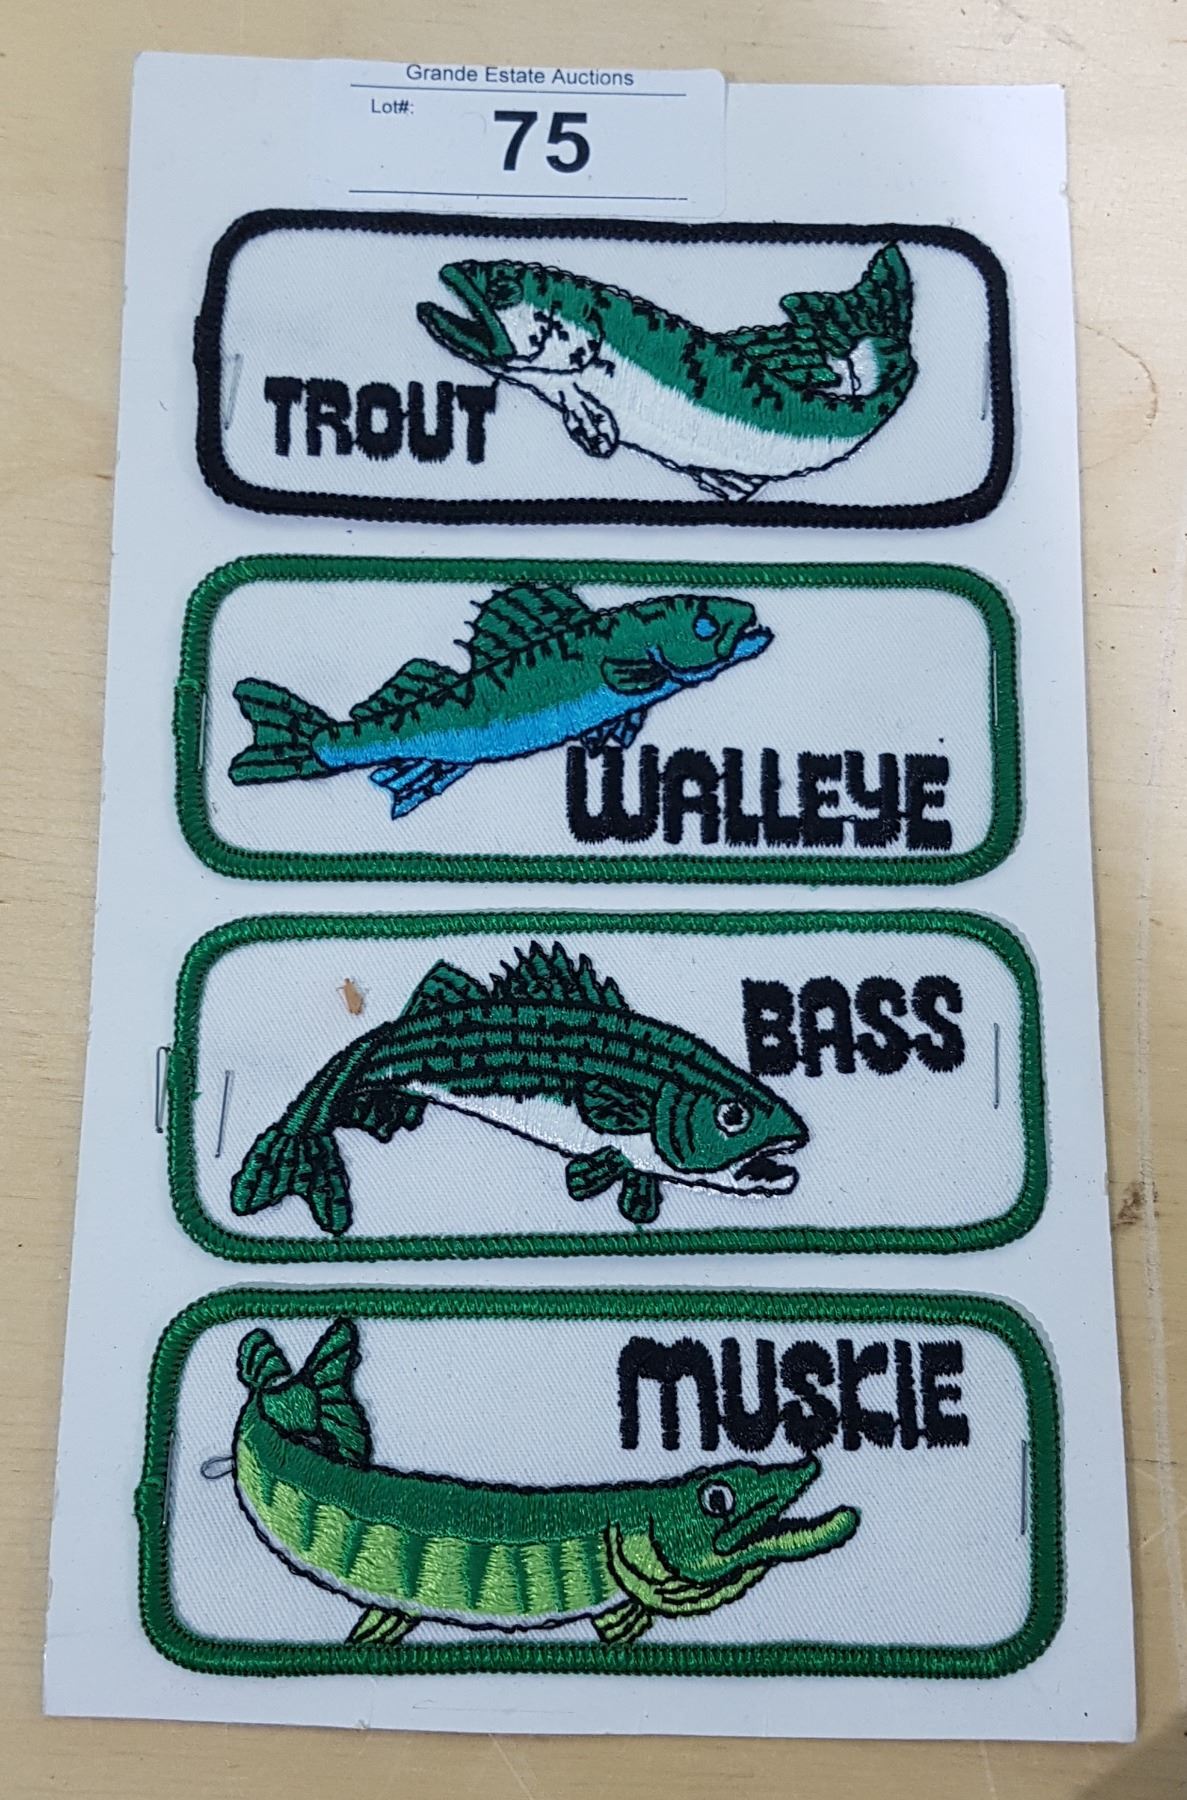 Grande Estate Auctions
Lot#:
75
TROUT
WALLEYE
BASS
MUSKIE